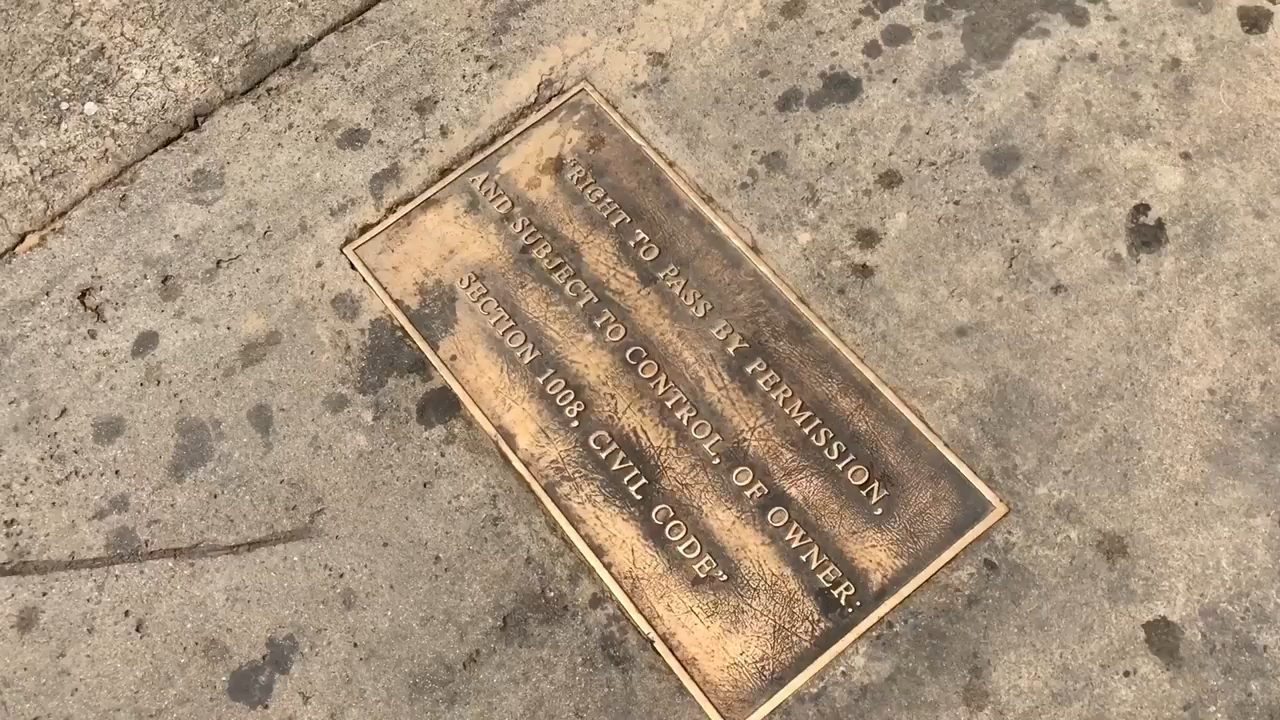 "RIGHT TO PASS BY PERMISSION,
AND SUBJECT TO CONTROL, OF OWNER:
SECTION 1008, CIVIL CODE”